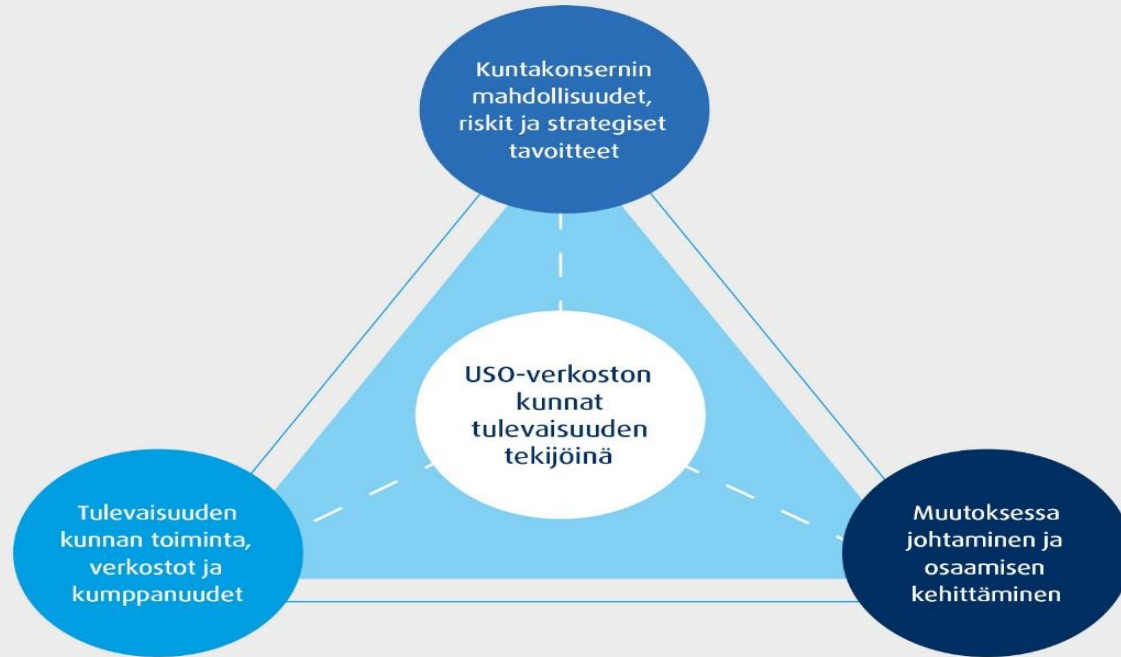 Kuntakonsernin
mahdollisuudet,
riskit ja strategiset
tavoitteet
USO-verkoston
kunnat
tulevaisuuden
tekijöinä
Tulevaisuuden
kunnan toiminta,
verkostot ja
kumppanuudet
Muutoksessa
johtaminen ja
osaamisen
kehittäminen